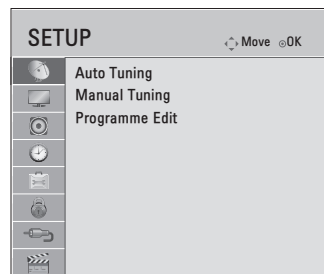 SETUP
Move OK
Auto Tuning
Manual Tuning
Programme Edit